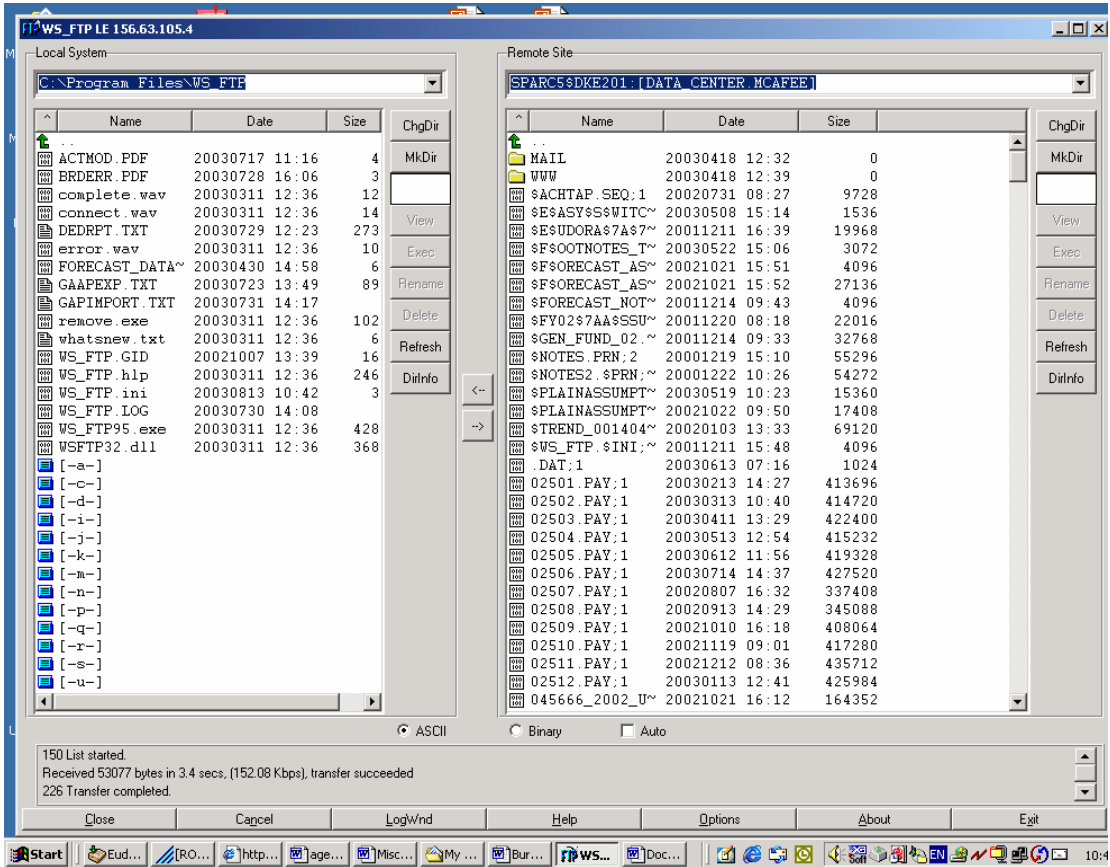 WS_FTP LE 156.63.105.4
Local System
C:\Program Files\WS_FTP
^ Name Date Size
..
ACTMOD.PDF 20030717 11:16 4
BRDERR.PDF 20030728 16:06 3
complete.wav 20030311 12:36 12
connect.wav 20030311 12:36 14
DEDRPT.TXT 20030729 12:23 273
error.wav 20030311 12:36 10
FORECAST_DATA~ 20030430 14:58 6
GAAPEXP.TXT 20030723 13:49 89
GAPIMPORT.TXT 20030731 14:17
remove.exe 20030311 12:36 102
whatsnew.txt 20030311 12:36 6
WS_FTP.GID 20021007 13:39 16
WS_FTP.hlp 20030311 12:36 246
WS_FTP.ini 20030813 10:42 3
WS_FTP.LOG 20030730 14:08
WS_FTP95.exe 20030311 12:36 428
WSFTP32.dll 20030311 12:36 368
[-a-]
[-c-]
[-d-]
[-i-]
[-j-]
[-k-]
[-m-]
[-n-]
[-p-]
[-q-]
[-r-]
[-s-]
[-u-]
ChgDir
MkDir
View
Exec
Rename
Delete
Refresh
DirInfo
<--
-->
Remote Site
SPARC5$DKE201:[DATA_CENTER.MCAFEE]
^ Name Date Size
..
MAIL 20030418 12:32 0
WWW 20030418 12:39 0
$ACHTAP.SEQ;1 20020731 08:27 9728
$E$ASY$S$WITC~ 20030508 15:14 1536
$E$UDORA$7A$7~ 20011211 16:39 19968
$F$OOTNOTES_T~ 20030522 15:06 3072
$F$ORECAST_AS~ 20021021 15:51 4096
$F$ORECAST_AS~ 20021021 15:52 27136
$FORECAST_NOT~ 20011214 09:43 4096
$FY02$7AA$SSU~ 20011220 08:18 22016
$GEN_FUND_02.~ 20011214 09:33 32768
$NOTES.PRN;2 20001219 15:10 55296
$NOTES2.$PRN;~ 20001222 10:26 54272
$PLAINASSUMPT~ 20030519 10:23 15360
$PLAINASSUMPT~ 20021022 09:50 17408
$TREND_001404~ 20020103 13:33 69120
$WS_FTP.$INI;~ 20011211 15:48 4096
.DAT;1 20030613 07:16 1024
02501.PAY;1 20030213 14:27 413696
02502.PAY;1 20030313 10:40 414720
02503.PAY;1 20030411 13:29 422400
02504.PAY;1 20030513 12:54 415232
02505.PAY;1 20030612 11:56 419328
02506.PAY;1 20030714 14:37 427520
02507.PAY;1 20020807 16:32 337408
02508.PAY;1 20020913 14:29 345088
02509.PAY;1 20021010 16:18 408064
02510.PAY;1 20021119 09:01 417280
02511.PAY;1 20021212 08:36 435712
02512.PAY;1 20030113 12:41 425984
045666_2002_U~ 20021021 16:12 164352
ChgDir
MkDir
View
Exec
Rename
Delete
Refresh
DirInfo
ASCII Binary Auto
150 List started.
Received 53077 bytes in 3.4 secs, (152.08 Kbps), transfer succeeded
226 Transfer completed.
Close Cancel LogWnd Help Options About Exit
Start Eud... [RO... http... age... Misc... My ... Bur... WS... Doc... EN 10:4